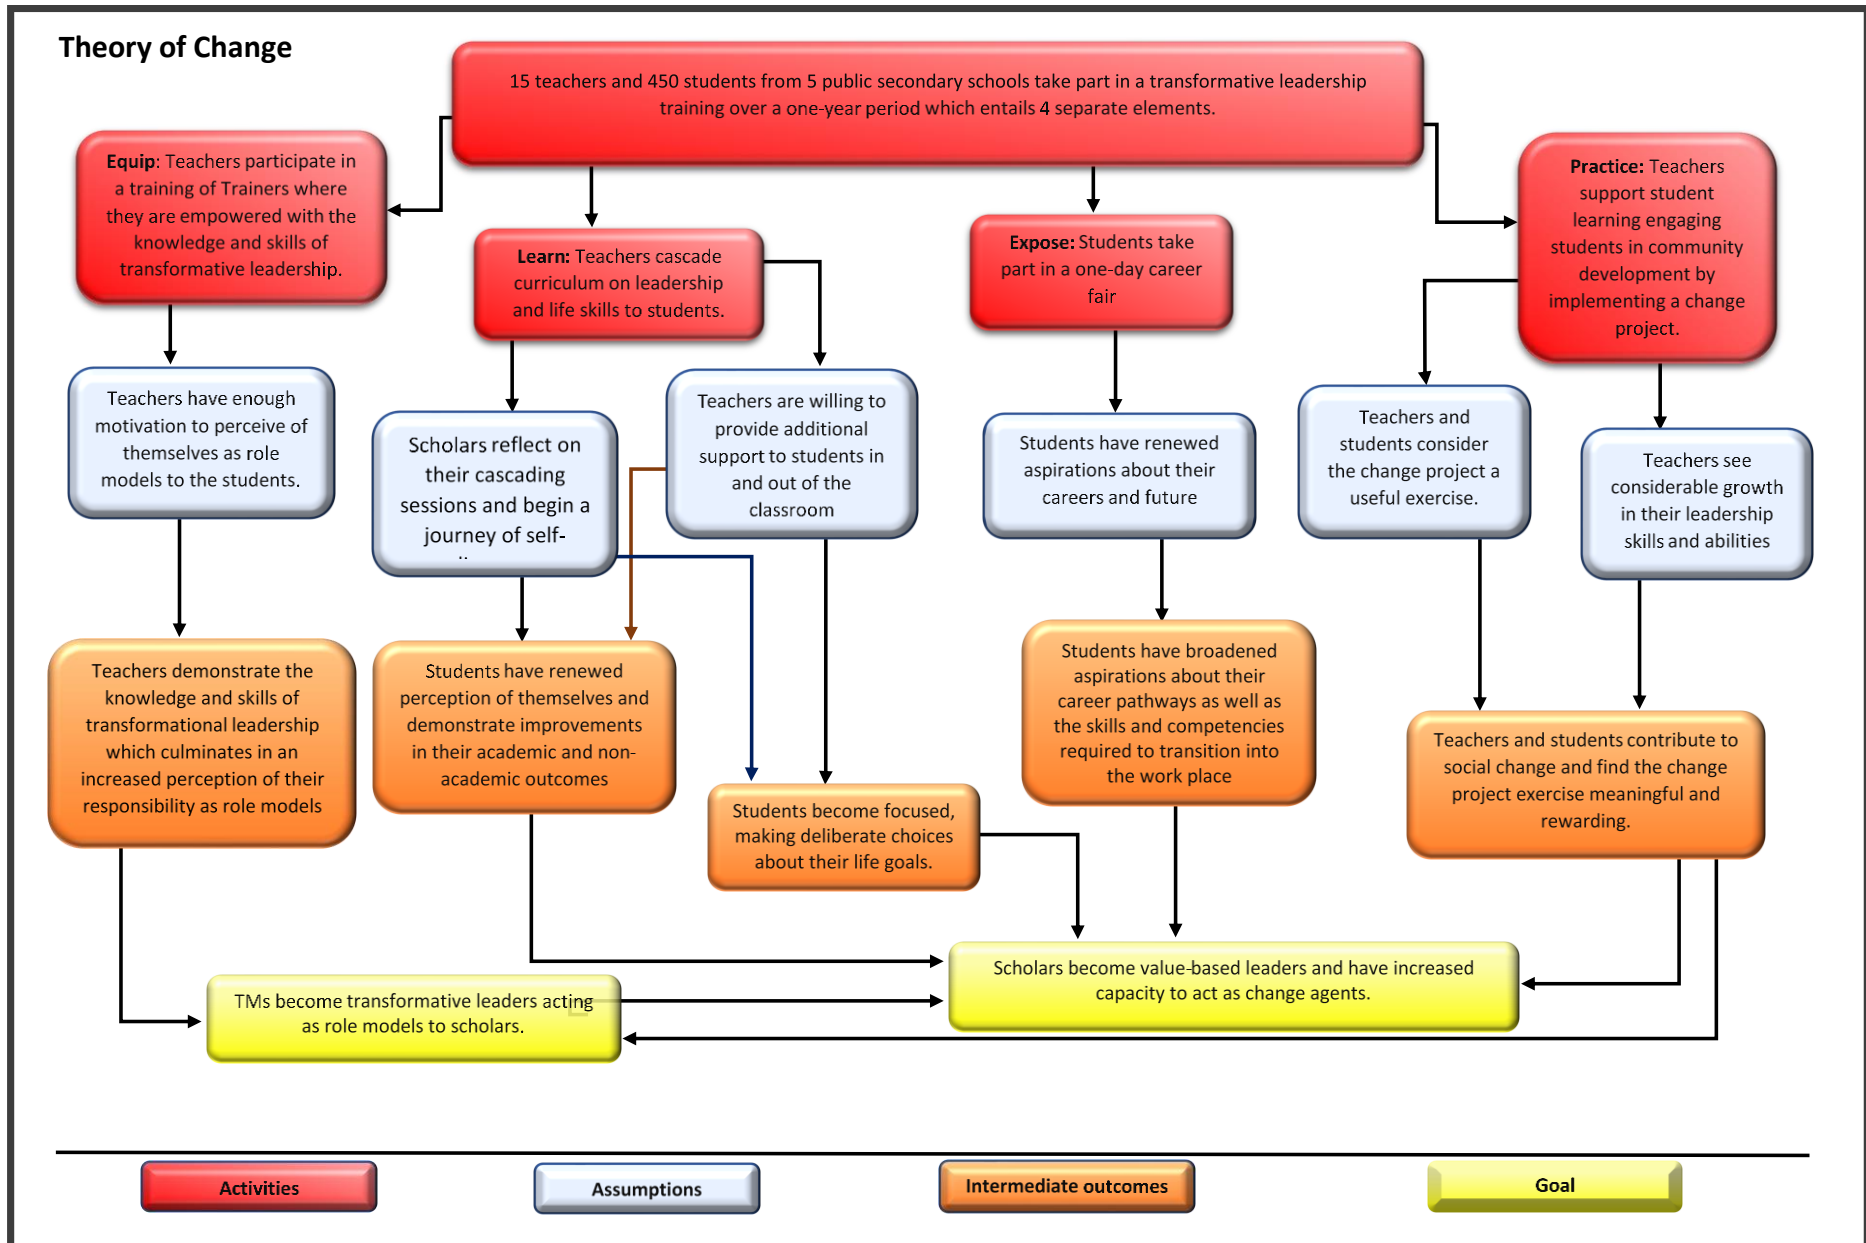 Theory of Change
15 teachers and 450 students from 5 public secondary schools take part in a transformative leadership
training over a one-year period which entails 4 separate elements.
Equip: Teachers participate in
a training of Trainers where
they are empowered with the
knowledge and skills of
transformative leadership.
Learn: Teachers cascade
curriculum on leadership
and life skills to students.
Expose: Students take
part in a one-day career
fair
Practice: Teachers
support student
learning engaging
students in community
development by
implementing a change
project.
Teachers have enough
motivation to perceive of
themselves as role
models to the students.
Scholars reflect on
their cascading
sessions and begin a
journey of self-
Teachers are willing to
provide additional
support to students in
and out of the
classroom
Students have renewed
aspirations about their
careers and future
Teachers and
students consider
the change project a
useful exercise.
Teachers see
considerable growth
in their leadership
skills and abilities
Teachers demonstrate the
knowledge and skills of
transformational leadership
which culminates in an
increased perception of their
responsibility as role models
Students have renewed
perception of themselves and
demonstrate improvements
in their academic and non-
academic outcomes
Students become focused,
making deliberate choices
about their life goals.
Students have broadened
aspirations about their
career pathways as well as
the skills and competencies
required to transition into
the work place
Teachers and students contribute to
social change and find the change
project exercise meaningful and
rewarding.
TMs become transformative leaders acting
as role models to scholars.
Scholars become value-based leaders and have increased
capacity to act as change agents.
Activities
Assumptions
Intermediate outcomes
Goal